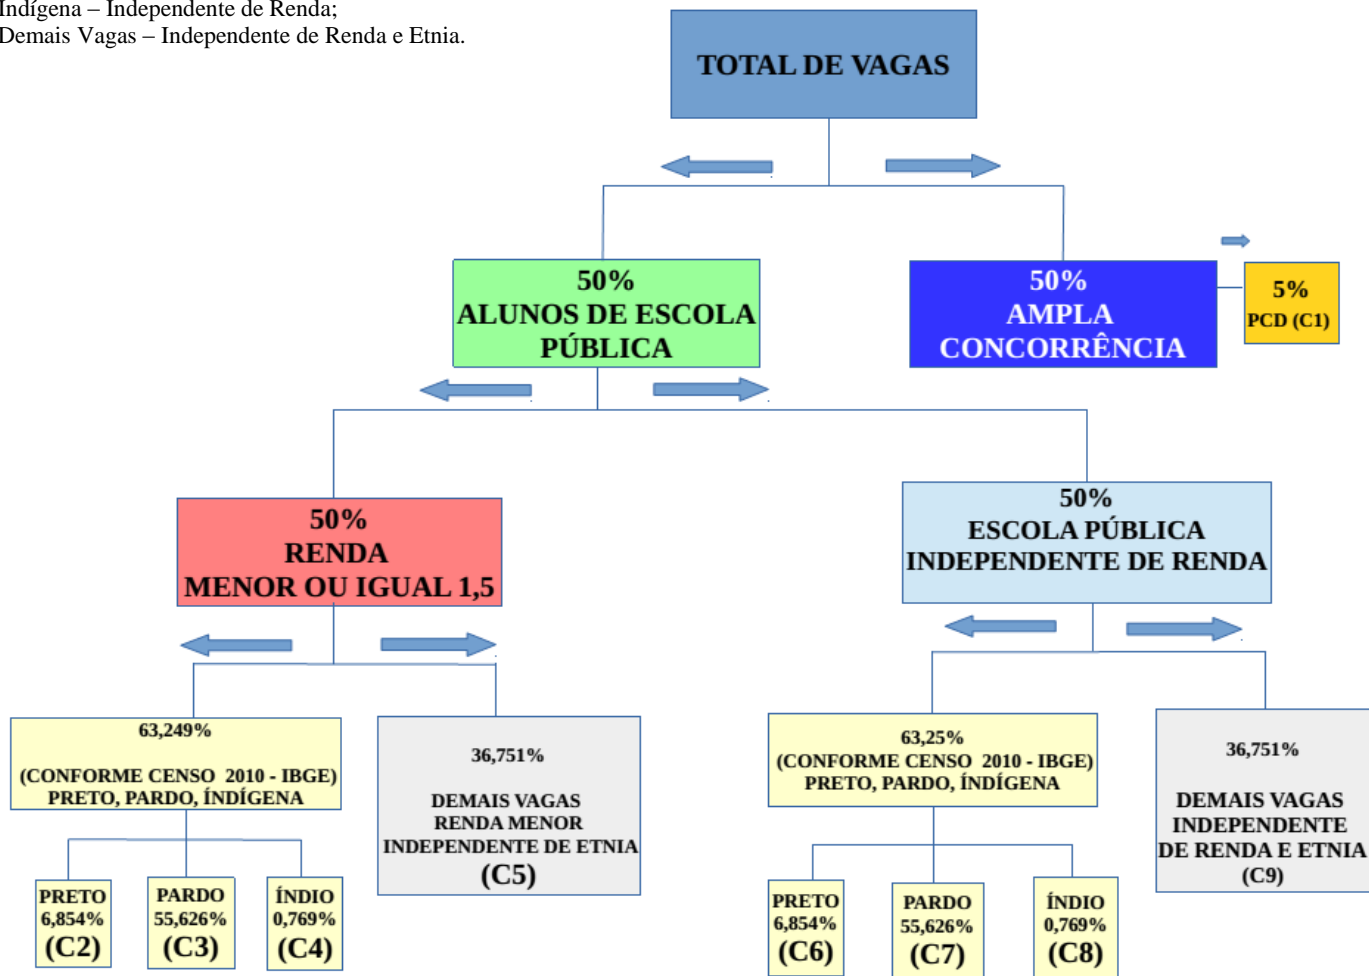 Indígena – Independente de Renda;
Demais Vagas – Independente de Renda e Etnia.
TOTAL DE VAGAS
50%
ALUNOS DE ESCOLA
PÚBLICA
50%
AMPLA
CONCORRÊNCIA
5%
PCD (C1)
50%
RENDA
MENOR OU IGUAL 1,5
50%
ESCOLA PÚBLICA
INDEPENDENTE DE RENDA
63,249%
(CONFORME CENSO 2010 - IBGE)
PRETO, PARDO, ÍNDÍGENA
36,751%
DEMAIS VAGAS
RENDA MENOR
INDEPENDENTE DE ETNIA
(C5)
63,25%
(CONFORME CENSO 2010 - IBGE)
PRETO, PARDO, ÍNDÍGENA
36,751%
DEMAIS VAGAS
INDEPENDENTE
DE RENDA E ETNIA
(C9)
PRETO
6,854%
(C2)
PARDO
55,626%
(C3)
ÍNDIO
0,769%
(C4)
PRETO
6,854%
(C6)
PARDO
55,626%
(C7)
ÍNDIO
0,769%
(C8)